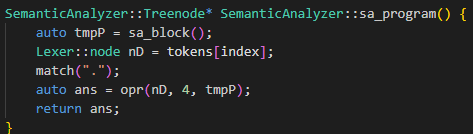 SemanticAnalyzer::Treenode* SemanticAnalyzer::sa_program() {
    auto tmpP = sa_block();
    Lexer::node nD = tokens[index];
    match(".");
    auto ans = opr(nD, 4, tmpP);
    return ans;
}